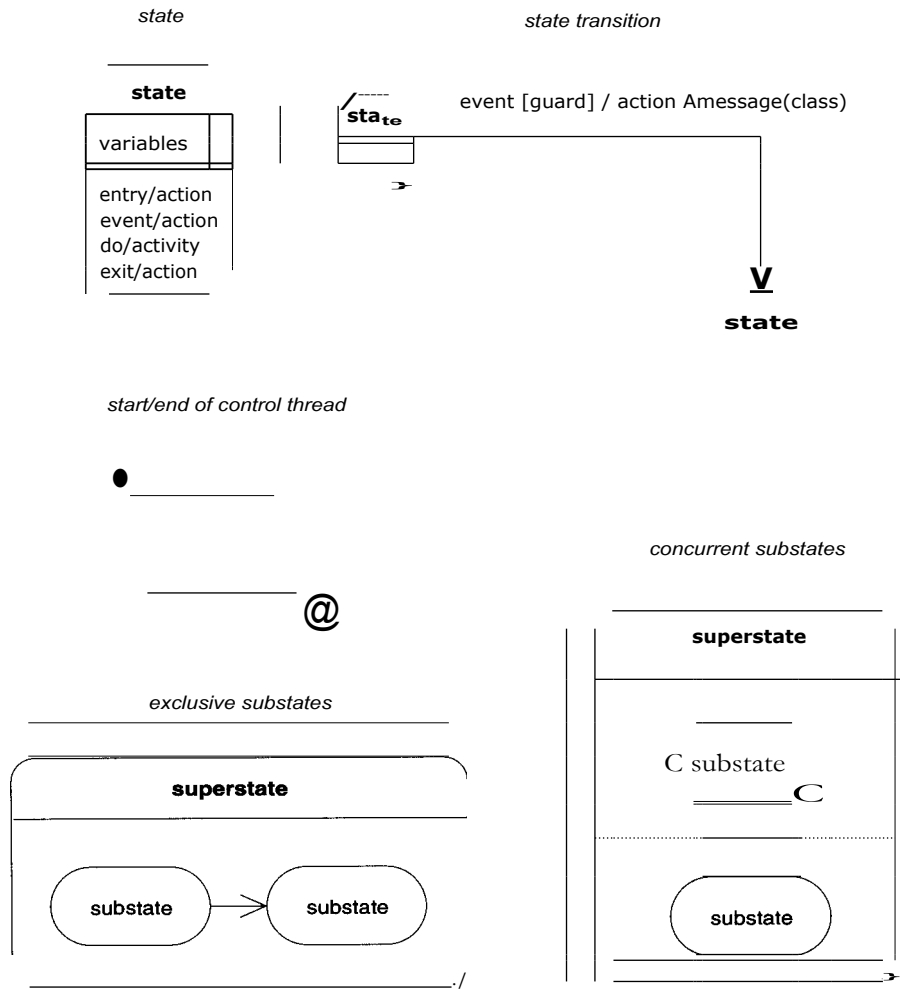 state
state transition
state
variables
entry/action
event/action
do/activity
exit/action
state
event [guard] / action Amessage(class)
V
state
start/end of control thread
@
concurrent substates
superstate
C substate
C
substate
exclusive substates
superstate
substate
substate
./